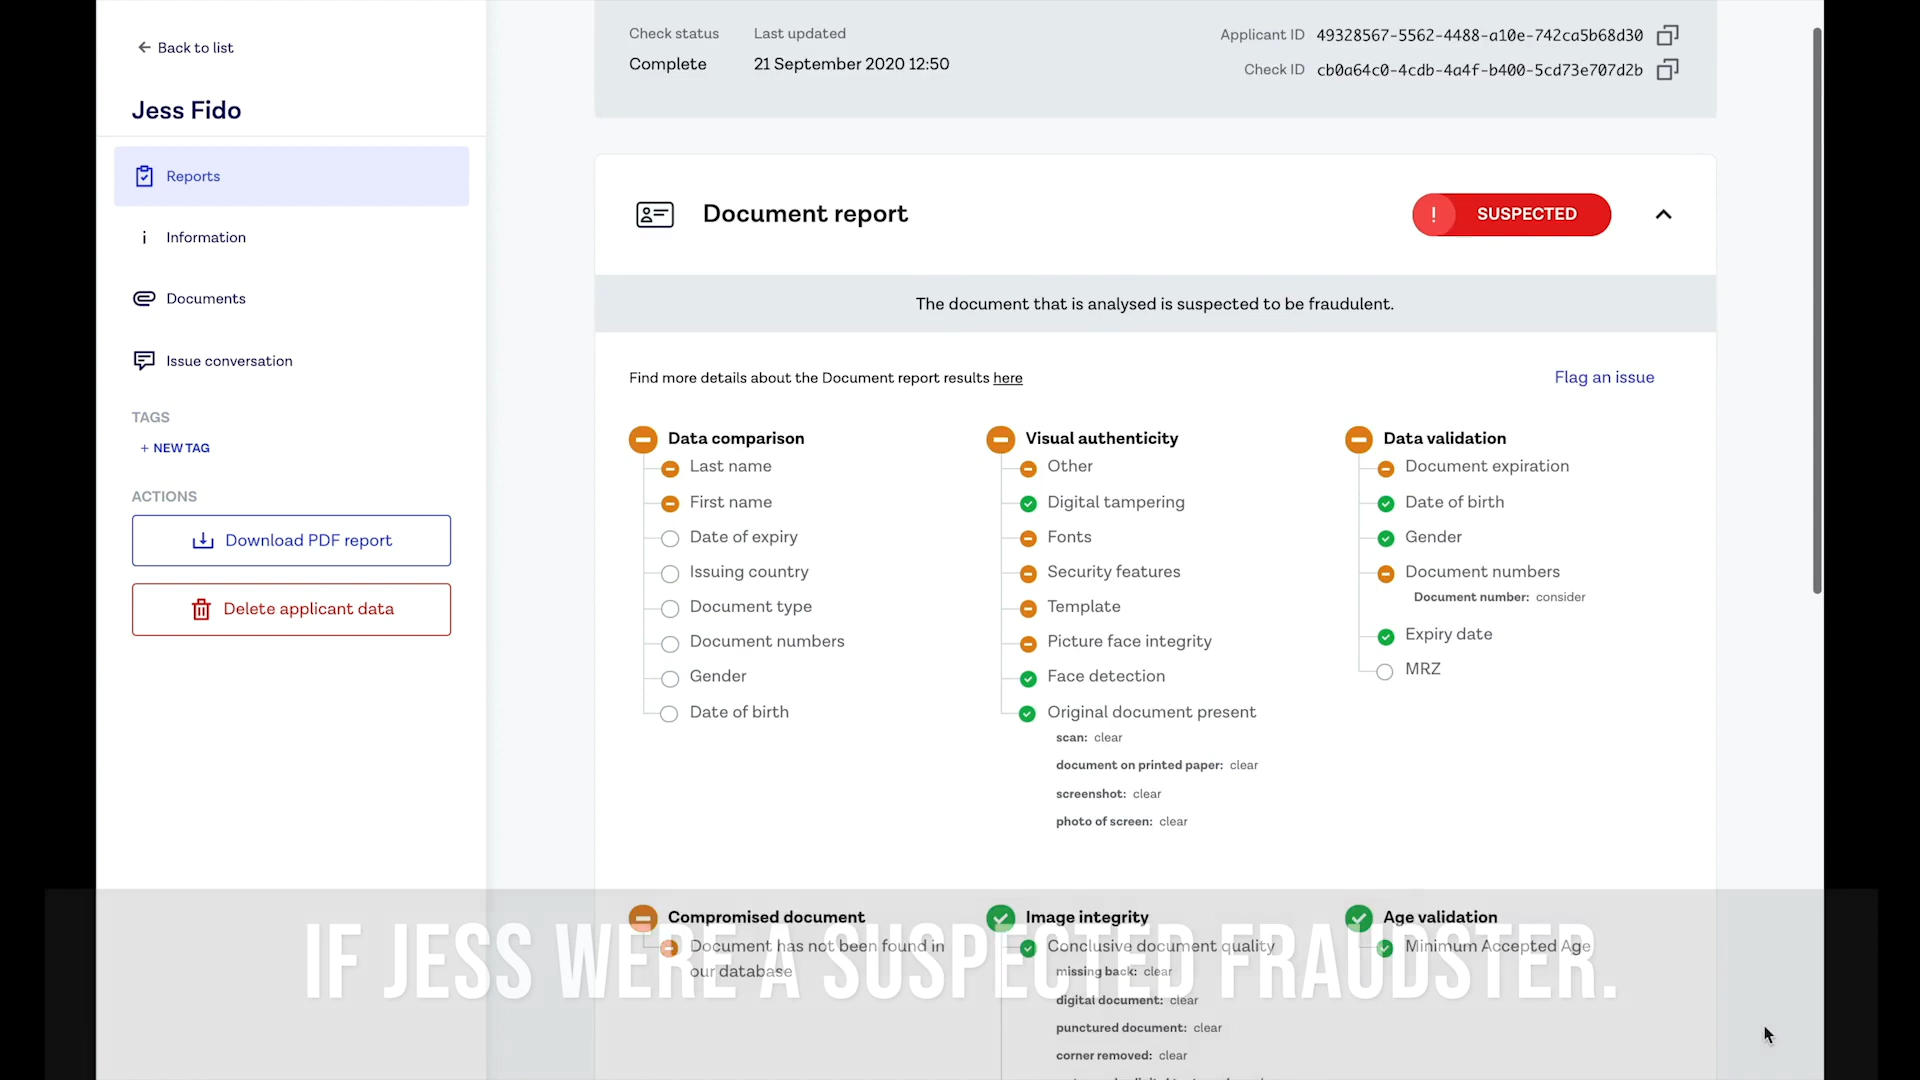 Back to list
Jess Fido
Reports
Information
Documents
Issue conversation
TAGS
+ NEW TAG
ACTIONS
Download PDF report
Delete applicant data
Check status
Last updated
Complete
21 September 2020 12:50
Applicant ID 49328567-5562-4488-a10e-742ca5b68d30
Check ID cb0a64c0-4cdb-4a4f-b400-5cd73e707d2b
Document report
! SUSPECTED
The document that is analysed is suspected to be fraudulent.
Find more details about the Document report results here
Flag an issue
Data comparison
Last name
First name
Date of expiry
Issuing country
Document type
Document numbers
Gender
Date of birth
Visual authenticity
Other
Digital tampering
Fonts
Security features
Template
Picture face integrity
Face detection
Original document present
scan: clear
document on printed paper: clear
screenshot: clear
photo of screen: clear
Data validation
Document expiration
Date of birth
Gender
Document numbers
Document number: consider
Expiry date
MRZ
Compromised document
Document has not been found in
our database
Image integrity
Conclusive document quality
missing back: clear
digital document: clear
punctured document: clear
corner removed: clear
Age validation
Minimum Accepted Age
IF JESS WERE A SUSPECTED FRAUDSTER.